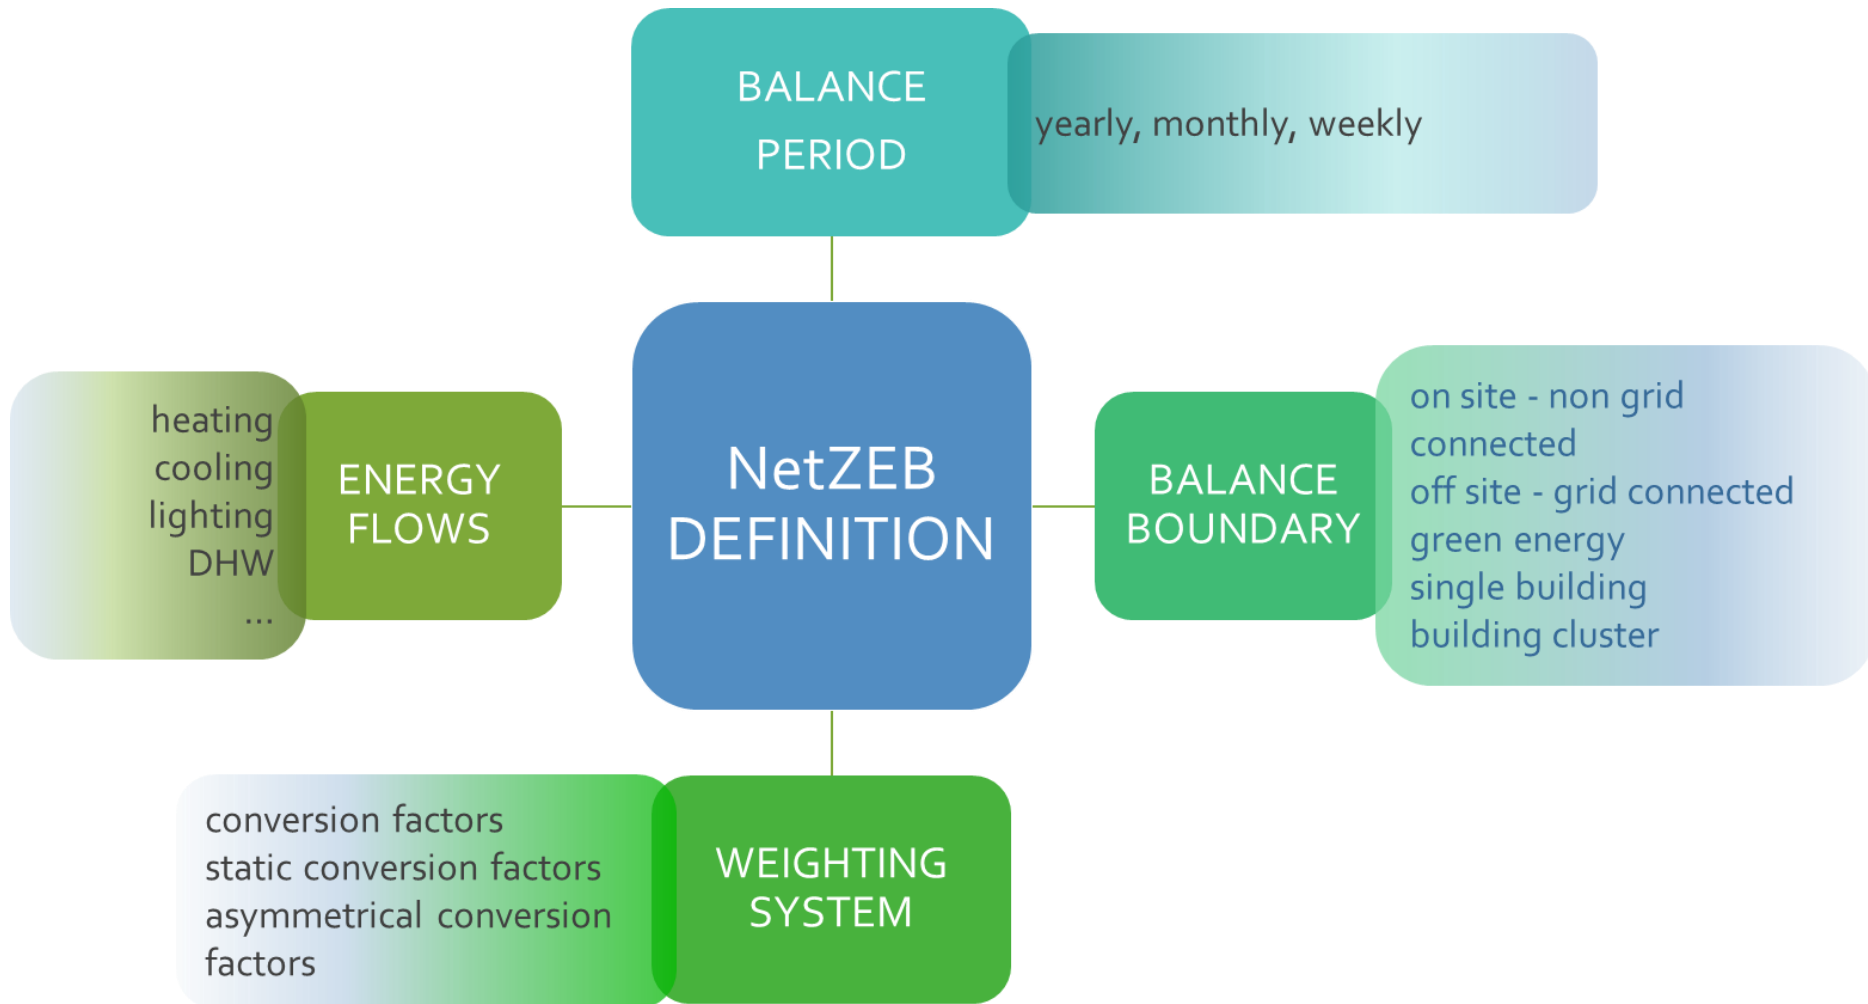 BALANCE
PERIOD
yearly, monthly, weekly
heating
cooling
lighting
DHW
...
ENERGY
FLOWS
NetZEB
DEFINITION
BALANCE
BOUNDARY
on site - non grid
connected
off site - grid connected
green energy
single building
building cluster
conversion factors
static conversion factors
asymmetrical conversion
factors
WEIGHTING
SYSTEM